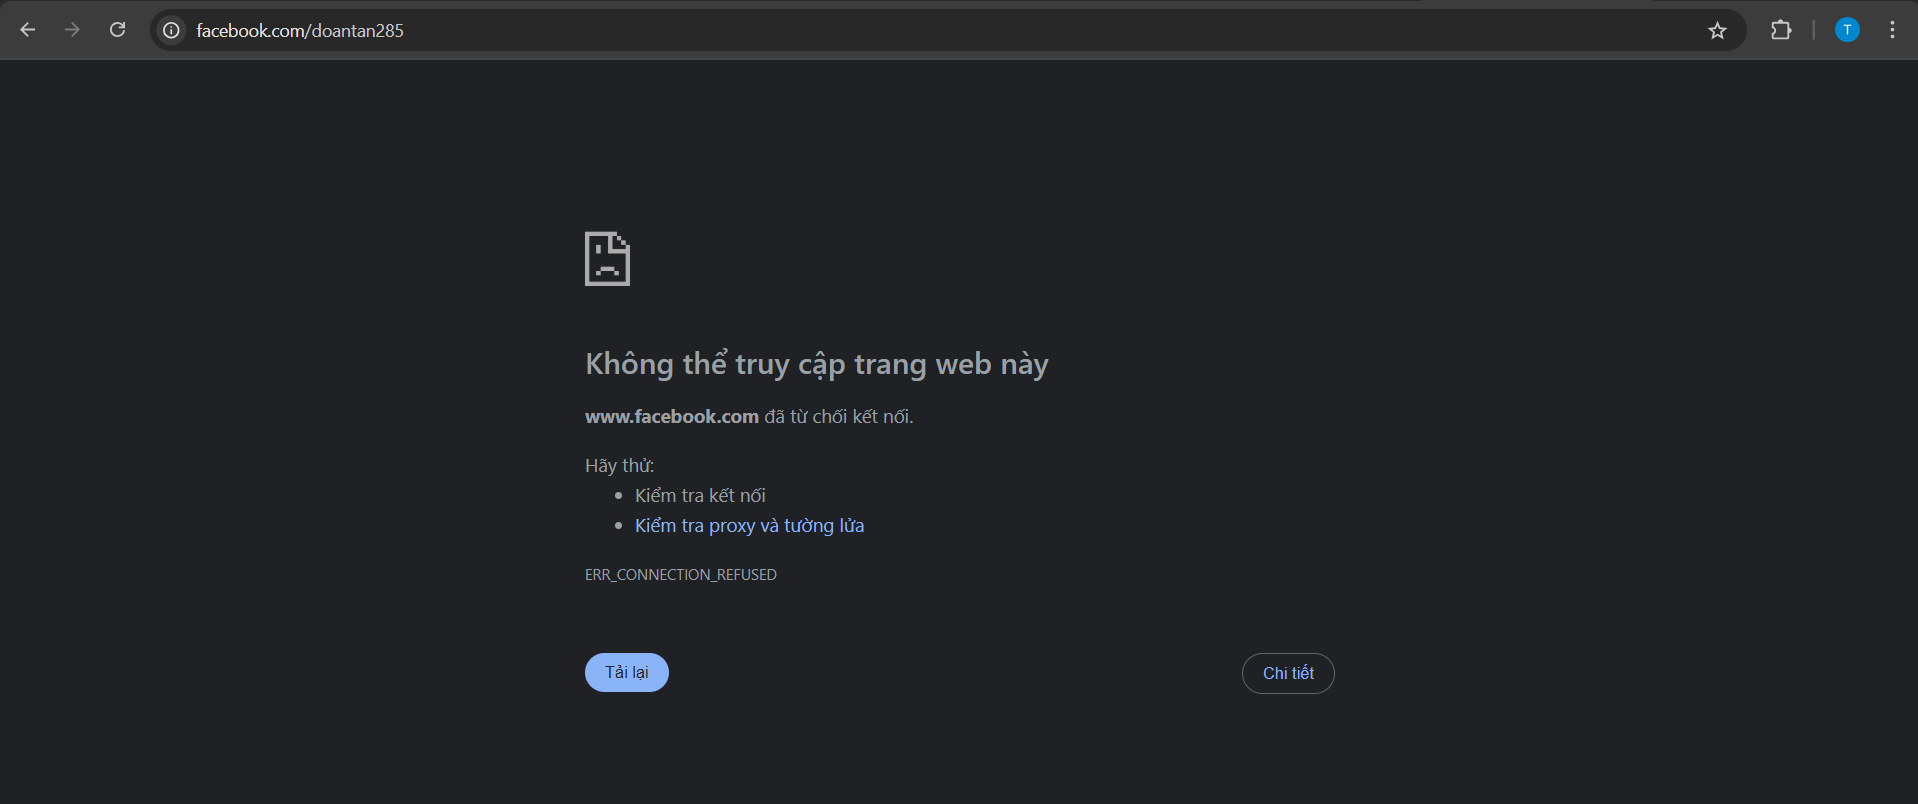 facebook.com/doantan285
T
Không thể truy cập trang web này
www.facebook.com đã từ chối kết nối.
Hãy thử:
• Kiểm tra kết nối
• Kiểm tra proxy và tường lửa
ERR_CONNECTION_REFUSED
Tải lại
Chi tiết